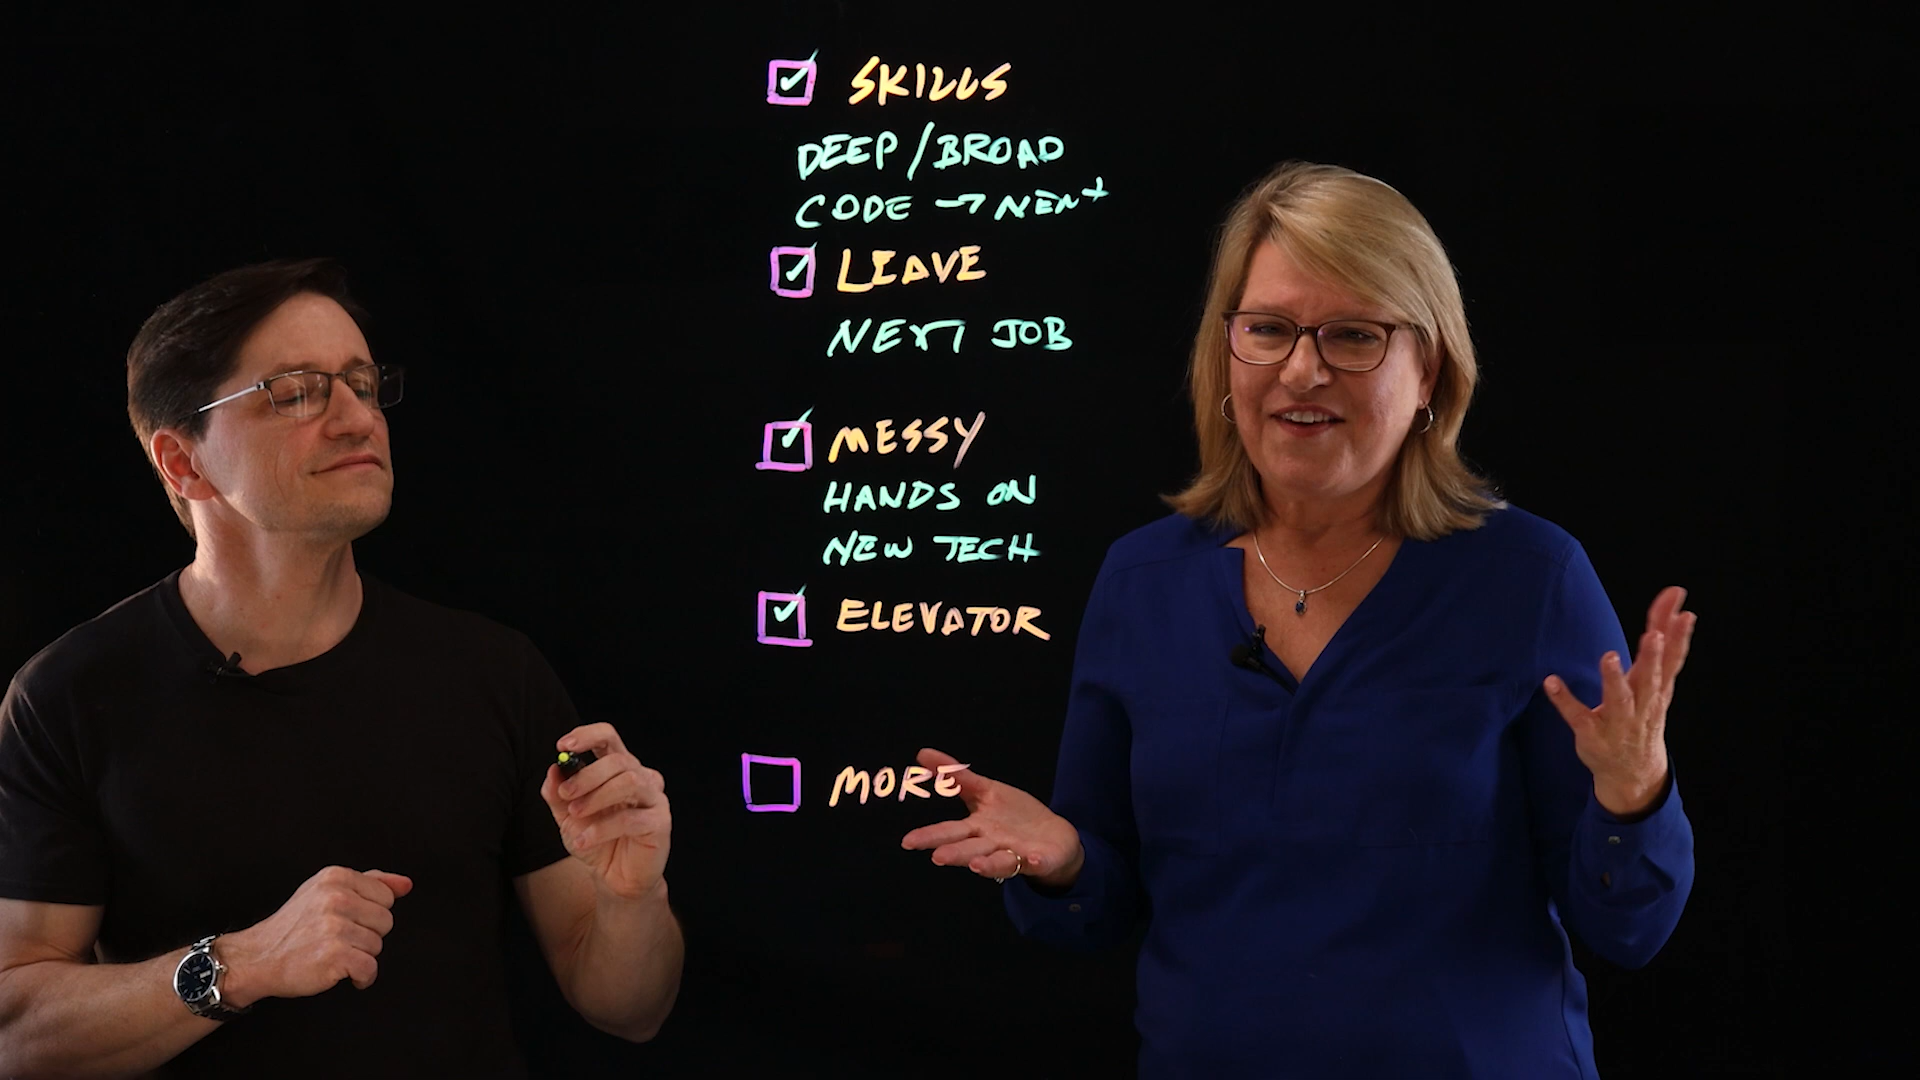 SKILLS
DEEP/BROAD
CODE → NEXT
LEAVE
NEXT JOB
MESSY
HANDS ON
NEW TECH
ELEVATOR
MORE